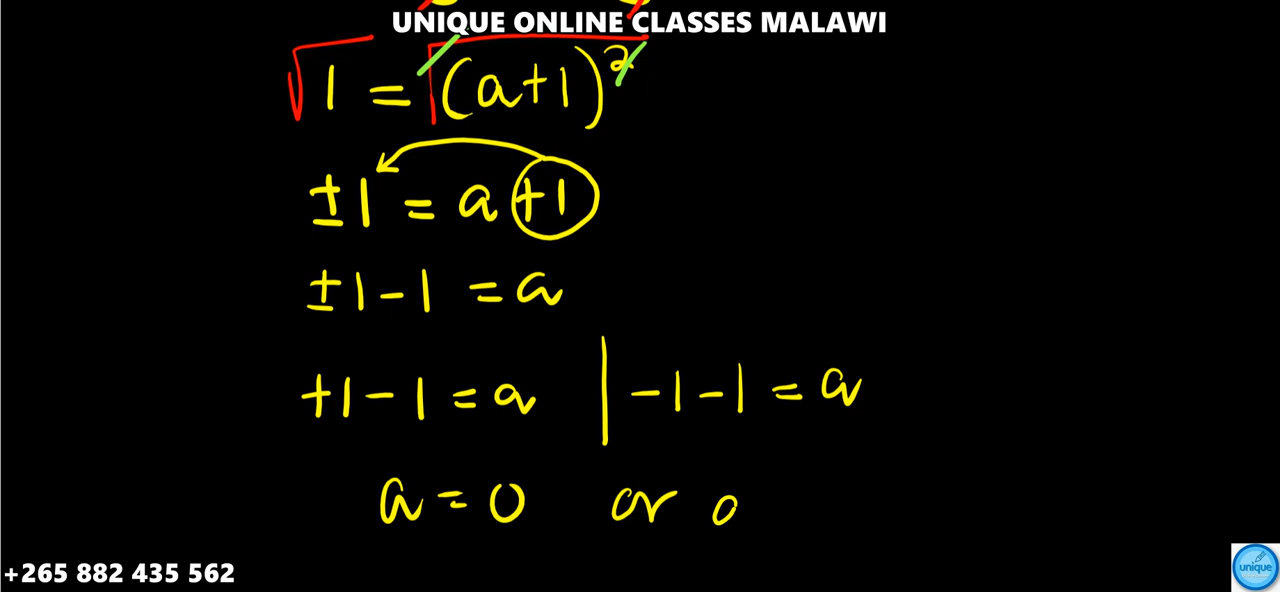 UNIQUE ONLINE CLASSES MALAWI
√1 = √(a+1)²
±1 = a +1
±1-1 = a
+1-1 = a | -1-1 = a
a = 0 or a
+265 882 435 562
unique